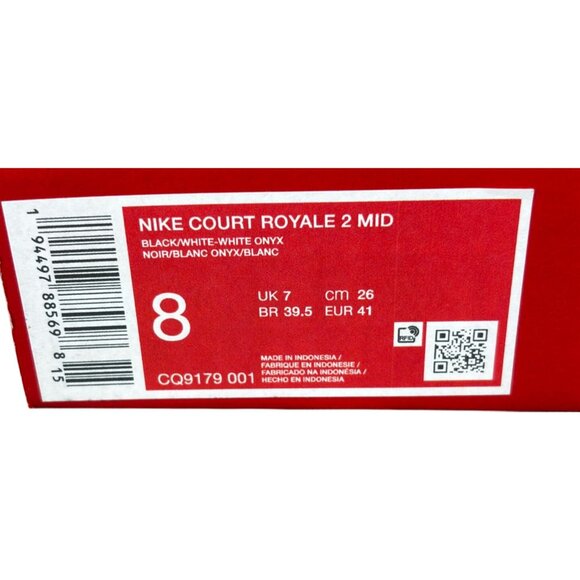 NIKE COURT ROYALE 2 MID
BLACK/WHITE-WHITE ONYX
NOIR/BLANC ONYX/BLANC
8
UK 7 cm 26
BR 39.5 EUR 41
RFID
CQ9179 001
MADE IN INDONESIA /
FABRIQUE EN INDONESIE /
FABRICADO NA INDONÉSIA /
HECHO EN INDONESIA
1 94497 88569 8 15